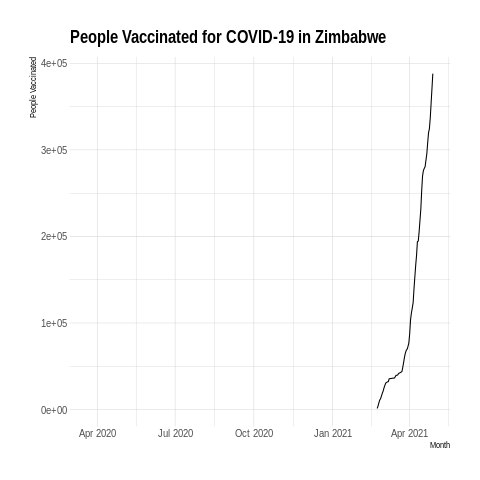 People Vaccinated for COVID-19 in Zimbabwe
People Vaccinated
4e+05
3e+05
2e+05
1e+05
0e+00
Apr 2020 Jul 2020 Oct 2020 Jan 2021 Apr 2021
Month